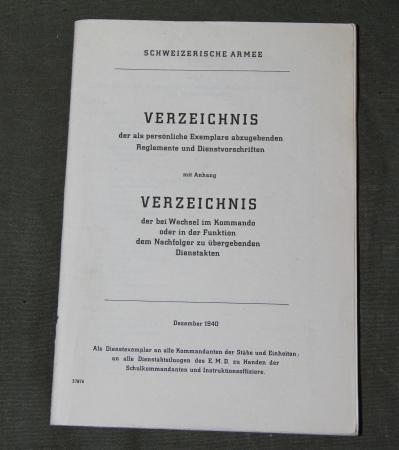 SCHWEIZERISCHE ARMEE
VERZEICHNIS
der als persönliche Exemplare abzugebenden
Reglemente und Dienstvorschriften
mit Anhang
VERZEICHNIS
der bei Wechsel im Kommando
oder in der Funktion
dem Nachfolger zu übergebenden
Dienstakten
Dezember 1940
Als Dienstexemplar an alle Kommandanten der Stäbe und Einheiten;
an alle Dienstabteilungen des E. M. D. zu Handen der
Schulkommandanten und Instruktionsoffiziere.